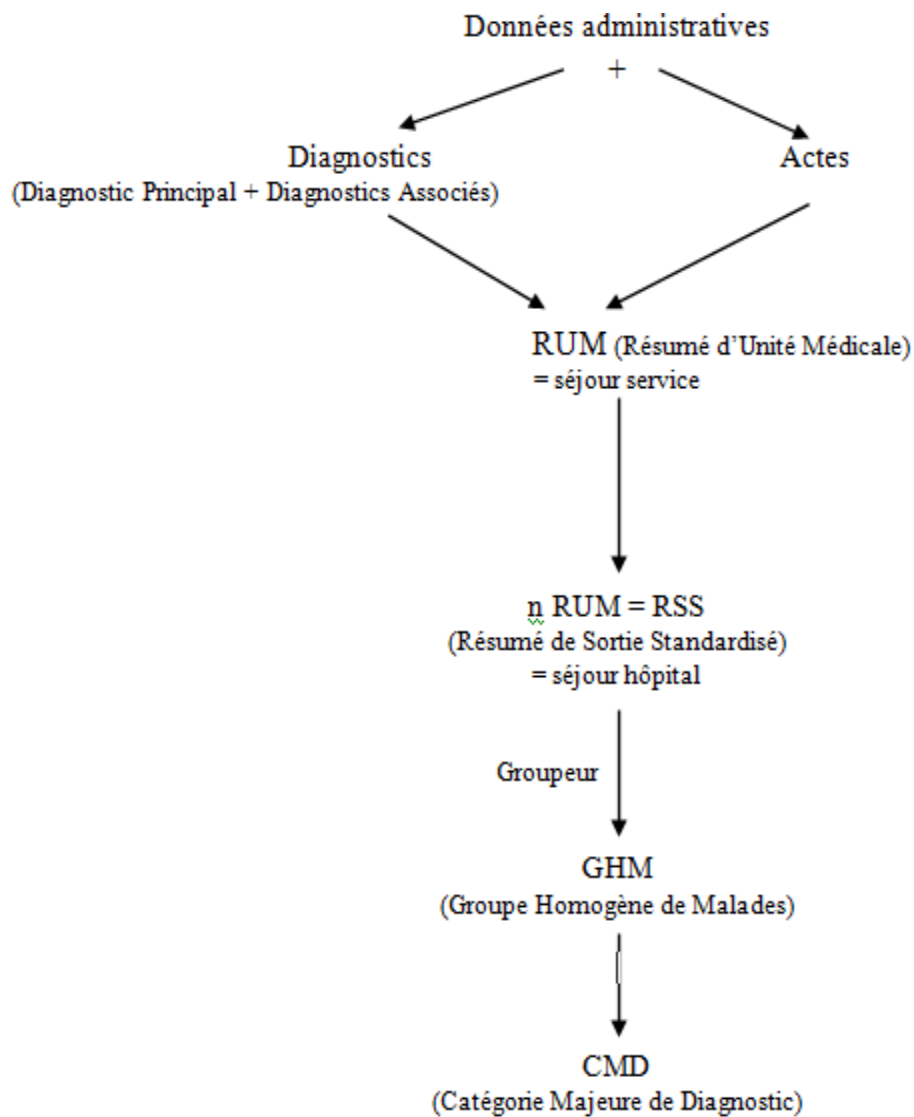 Données administratives
+
Diagnostics
(Diagnostic Principal + Diagnostics Associés)
Actes
RUM (Résumé d’Unité Médicale)
= séjour service
n RUM = RSS
(Résumé de Sortie Standardisé)
= séjour hôpital
Groupeur
GHM
(Groupe Homogène de Malades)
CMD
(Catégorie Majeure de Diagnostic)